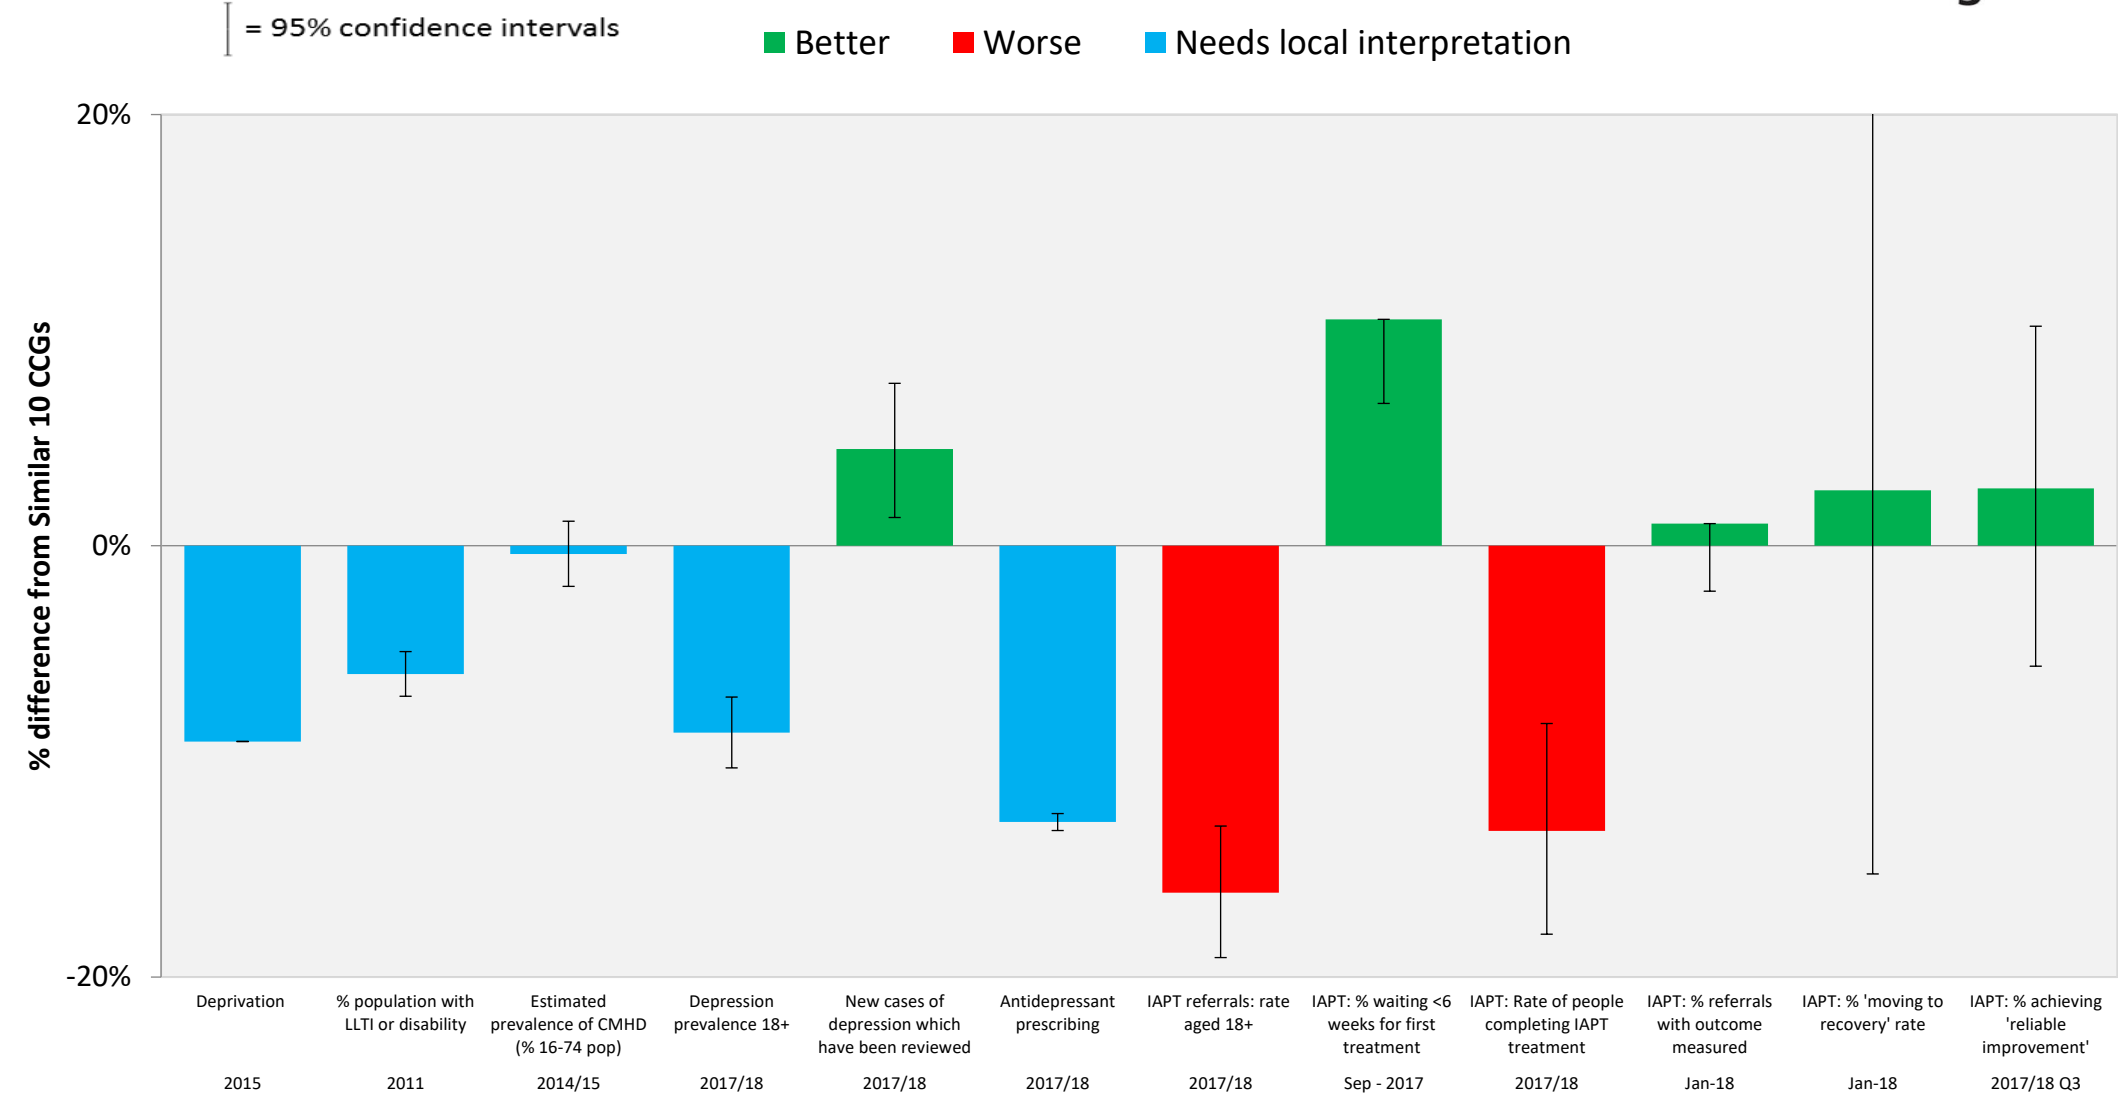 = 95% confidence intervals
Better
Worse
Needs local interpretation
% difference from Similar 10 CCGs
20%
0%
-20%
Deprivation
2015
% population with
LLTI or disability
2011
Estimated
prevalence of CMHD
(% 16-74 pop)
2014/15
Depression
prevalence 18+
2017/18
New cases of
depression which
have been reviewed
2017/18
Antidepressant
prescribing
2017/18
IAPT referrals: rate
aged 18+
2017/18
IAPT: % waiting <6
weeks for first
treatment
Sep - 2017
IAPT: Rate of people
completing IAPT
treatment
2017/18
IAPT: % referrals
with outcome
measured
Jan-18
IAPT: % 'moving to
recovery' rate
Jan-18
IAPT: % achieving
'reliable
improvement'
2017/18 Q3